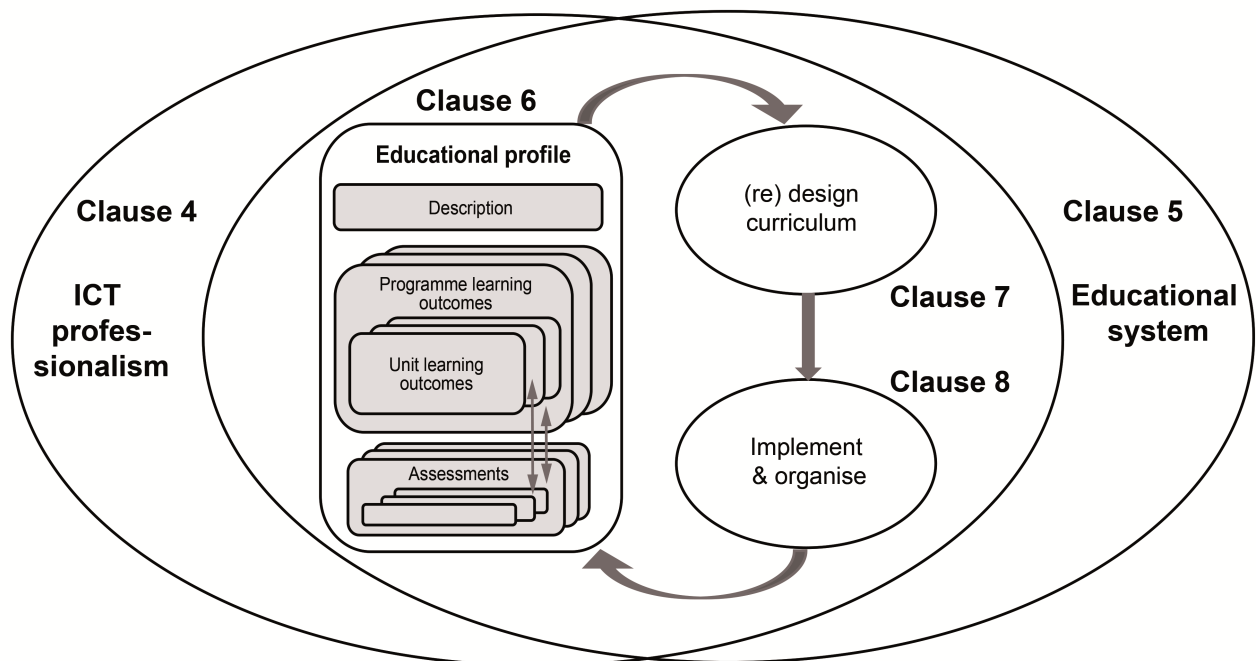 Clause 4
ICT
profes-
sionalism
Clause 6
Educational profile
Description
Programme learning
outcomes
Unit learning
outcomes
Assessments
(re) design
curriculum
Clause 7
Clause 8
Implement
& organise
Clause 5
Educational
system